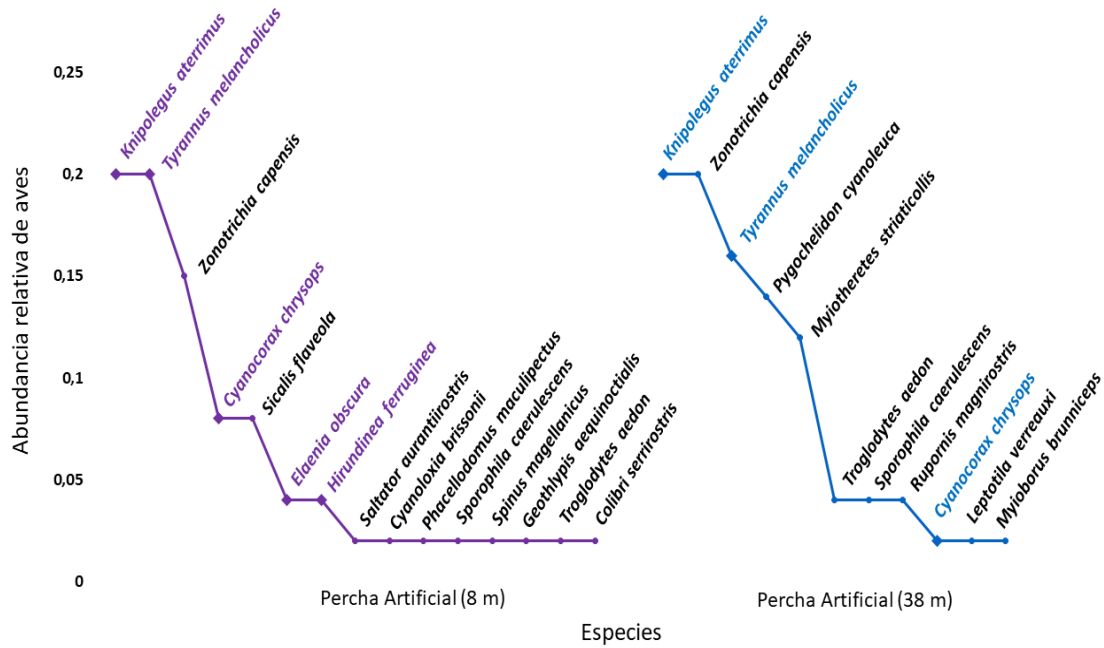 Abundancia relativa de aves
0,25
0,2
0,15
0,1
0,05
0
Knipolegus aterrimus
Tyrannus melancholicus
Zonotrichia capensis
Cyanocorax chrysops
Sicalis flaveola
Elaenia obscura
Hirundinea ferruginea
Saltator aurantiirostris
Cyanoloxia brissonii
Phacellodomus maculipectus
Sporophila caerulescens
Spinus magellanicus
Geothlypis aequinoctialis
Troglodytes aedon
Colibri serrirostris
Knipolegus aterrimus
Zonotrichia capensis
Tyrannus melancholicus
Pygochelidon cyanoleuca
Myiotheretes striaticollis
Troglodytes aedon
Sporophila caerulescens
Rupornis magnirostris
Cyanocorax chrysops
Leptotila verreauxi
Myioborus brunniceps
Percha Artificial (8 m)
Percha Artificial (38 m)
Especies